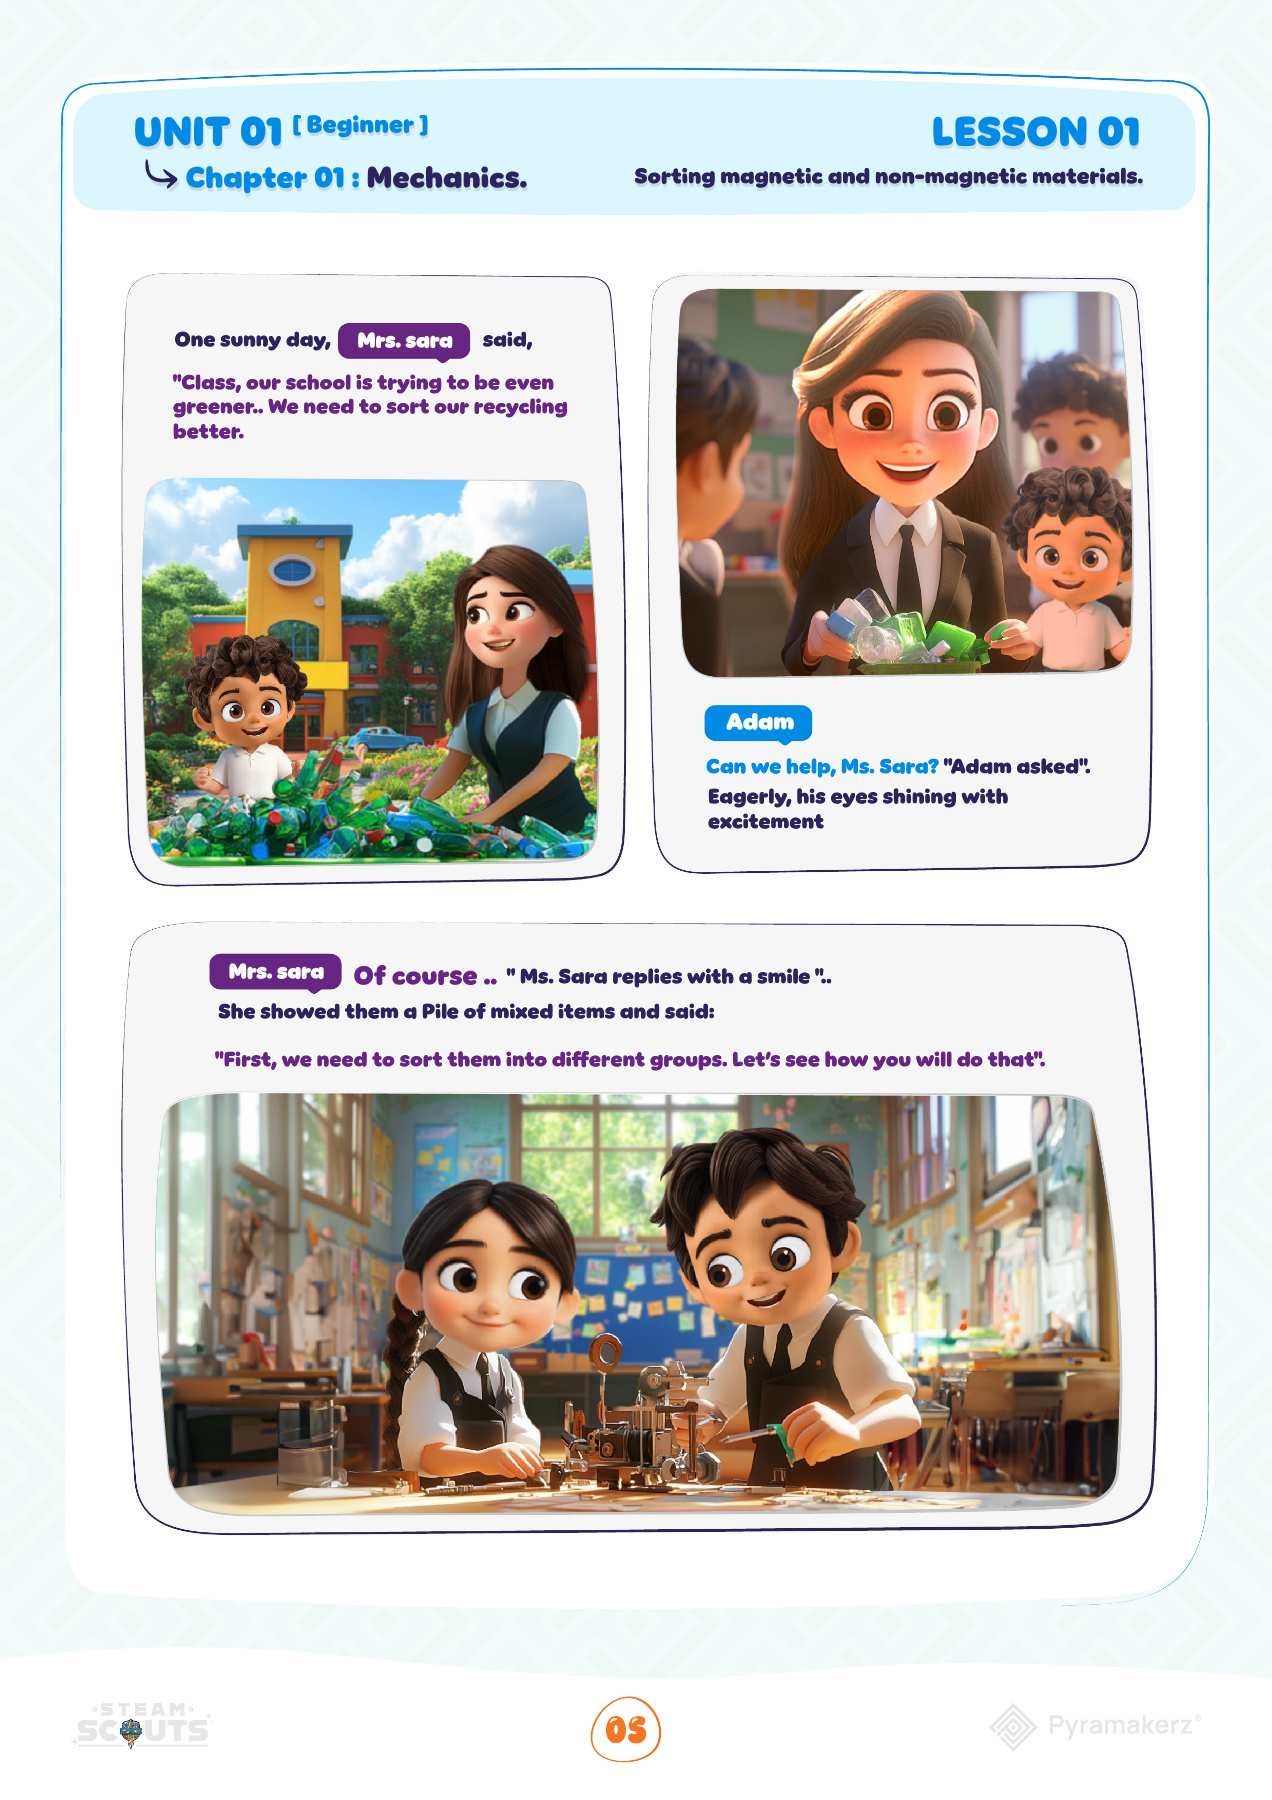 UNIT 01 [ Beginner ]
Chapter 01 : Mechanics.
LESSON 01
Sorting magnetic and non-magnetic materials.
One sunny day, Mrs. sara said,
"Class, our school is trying to be even
greener.. We need to sort our recycling
better.
Adam
Can we help, Ms. Sara? "Adam asked".
Eagerly, his eyes shining with
excitement
Mrs. sara Of course .. " Ms. Sara replies with a smile "..
She showed them a Pile of mixed items and said:
"First, we need to sort them into different groups. Let's see how you will do that".
STEAM
SCOUTS
05
Pyramakerz